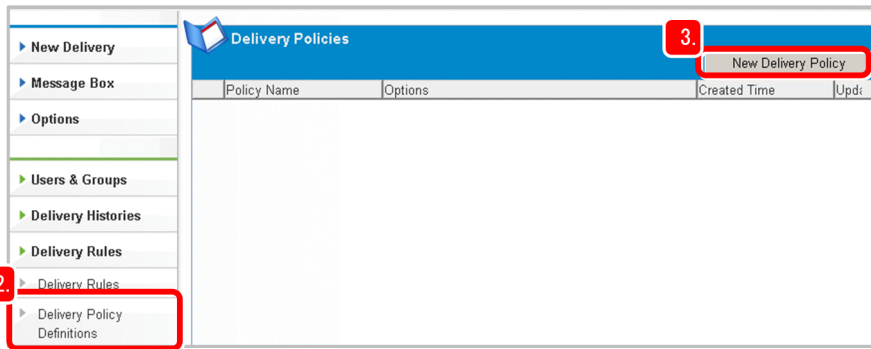 New Delivery
Message Box
Options
Users & Groups
Delivery Histories
Delivery Rules
2.
Delivery Rules
Delivery Policy
Definitions
Delivery Policies
3.
New Delivery Policy
Policy Name Options Created Time